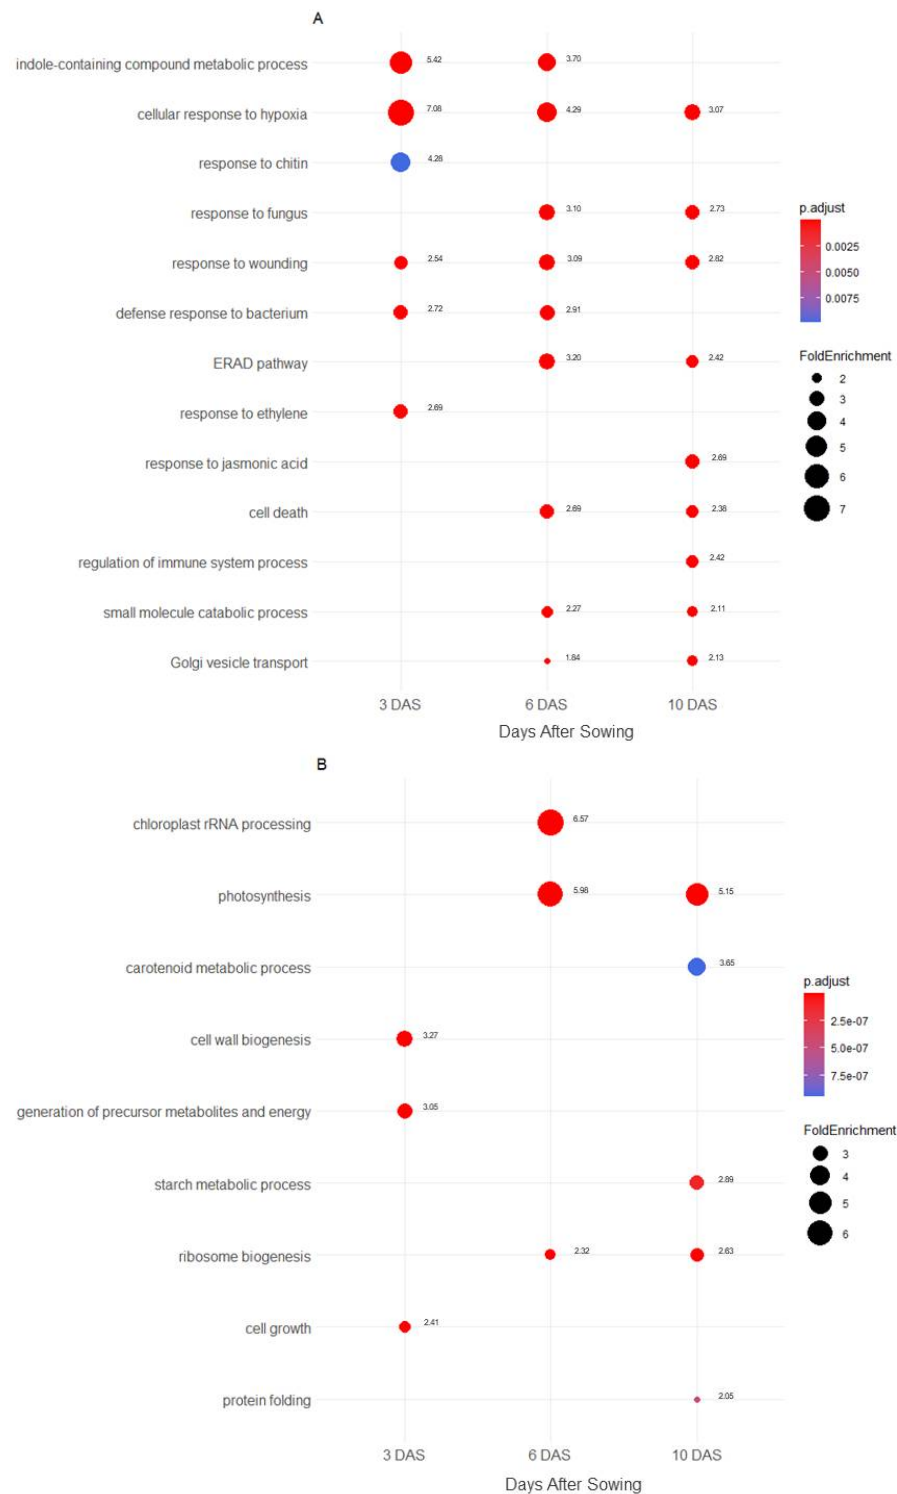 A
indole-containing compound metabolic process 5.42 3.70
cellular response to hypoxia 7.08 4.29 3.07
response to chitin 4.28
response to fungus 3.10 2.73
response to wounding 2.54 3.09 2.82
defense response to bacterium 2.72 2.91
ERAD pathway 3.20 2.42
response to ethylene 2.69
response to jasmonic acid 2.69
cell death 2.69 2.38
regulation of immune system process 2.42
small molecule catabolic process 2.27 2.11
Golgi vesicle transport 1.84 2.13
3 DAS 6 DAS 10 DAS
Days After Sowing
p.adjust
0.0025
0.0050
0.0075
FoldEnrichment
2
3
4
5
6
7
B
chloroplast rRNA processing 6.57
photosynthesis 5.98 5.15
carotenoid metabolic process 3.65
cell wall biogenesis 3.27
generation of precursor metabolites and energy 3.05
starch metabolic process 2.89
ribosome biogenesis 2.32 2.63
cell growth 2.41
protein folding 2.05
3 DAS 6 DAS 10 DAS
Days After Sowing
p.adjust
2.5e-07
5.0e-07
7.5e-07
FoldEnrichment
3
4
5
6